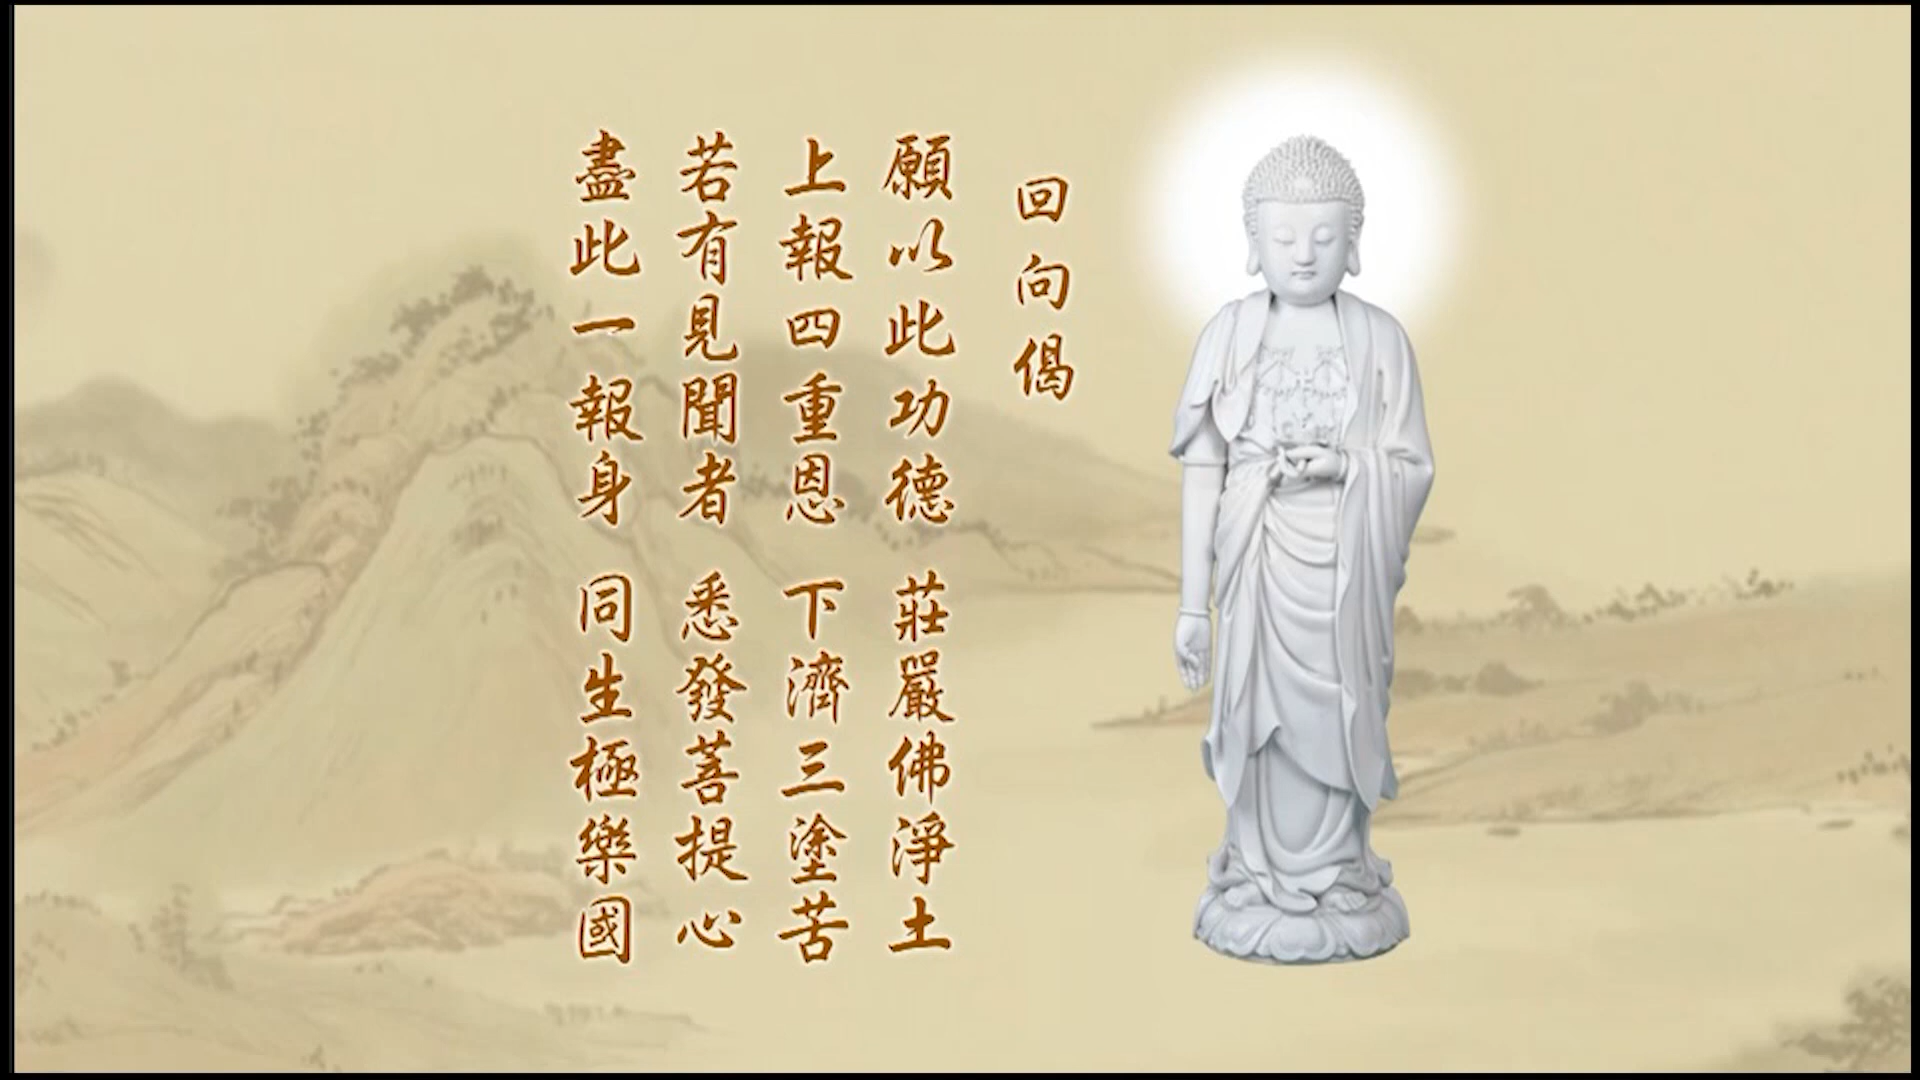 回向偈
願以此功德 莊嚴佛淨土
上報四重恩 下濟三塗苦
若有見聞者 悉發菩提心
盡此一報身 同生極樂國